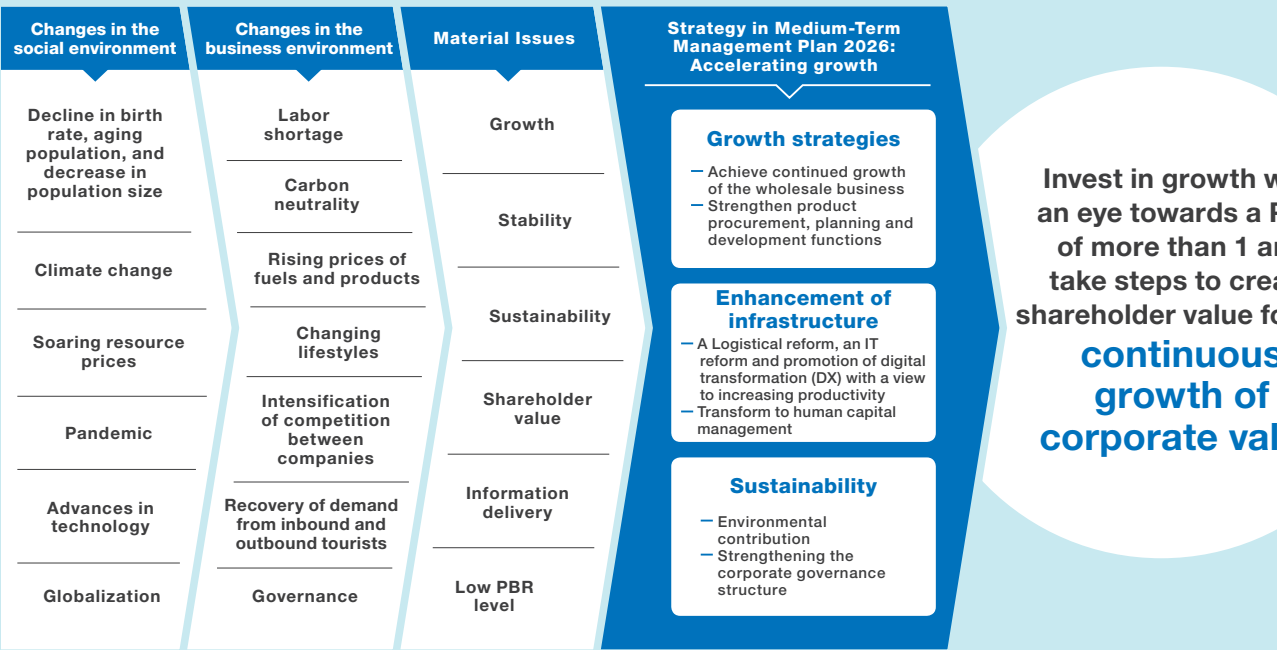 Changes in the
social environment
Decline in birth
rate, aging
population, and
decrease in
population size
Climate change
Soaring resource
prices
Pandemic
Advances in
technology
Globalization
Changes in the
business environment
Labor
shortage
Carbon
neutrality
Rising prices of
fuels and products
Changing
lifestyles
Intensification
of competition
between
companies
Recovery of demand
from inbound and
outbound tourists
Governance
Material Issues
Growth
Stability
Sustainability
Shareholder
value
Information
delivery
Low PBR
level
Strategy in Medium-Term
Management Plan 2026:
Accelerating growth
Growth strategies
— Achieve continued growth
of the wholesale business
— Strengthen product
procurement, planning and
development functions
Enhancement of
infrastructure
— A Logistical reform, an IT
reform and promotion of digital
transformation (DX) with a view
to increasing productivity
— Transform to human capital
management
Sustainability
— Environmental
contribution
— Strengthening the
corporate governance
structure
Invest in growth
an eye towards a
of more than 1
take steps to
shareholder value
continuous
growth of
corporate